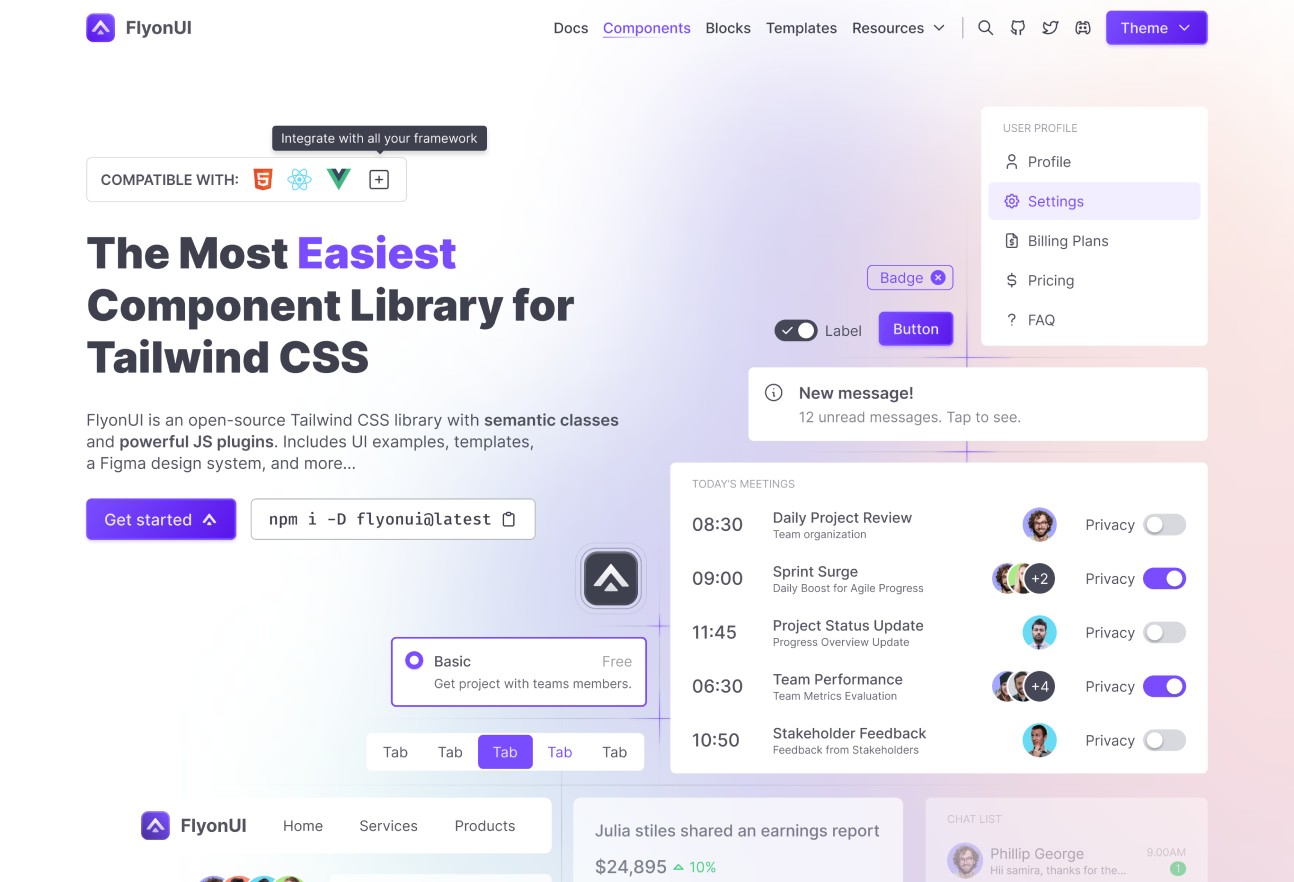 FlyonUI
Docs Components Blocks Templates Resources Theme
Integrate with all your framework
COMPATIBLE WITH:
The Most Easiest
Component Library for
Tailwind CSS
FlyonUI is an open-source Tailwind CSS library with semantic classes
and powerful JS plugins. Includes UI examples, templates,
a Figma design system, and more...
Get started
npm i -D flyonui@latest
USER PROFILE
Profile
Settings
Billing Plans
Pricing
? FAQ
Badge
Label
Button
New message!
12 unread messages. Tap to see.
TODAY'S MEETINGS
08:30 Daily Project Review Privacy
Team organization
09:00 Sprint Surge +2 Privacy
Daily Boost for Agile Progress
11:45 Project Status Update Privacy
Progress Overview Update
06:30 Team Performance +4 Privacy
Team Metrics Evaluation
10:50 Stakeholder Feedback Privacy
Feedback from Stakeholders
Basic Free
Get project with teams members.
Tab Tab Tab Tab Tab
FlyonUI Home Services Products
Julia stiles shared an earnings report
$24,895 10%
CHAT LIST
Phillip George 9.00AM
Hii samira, thanks for the... 1